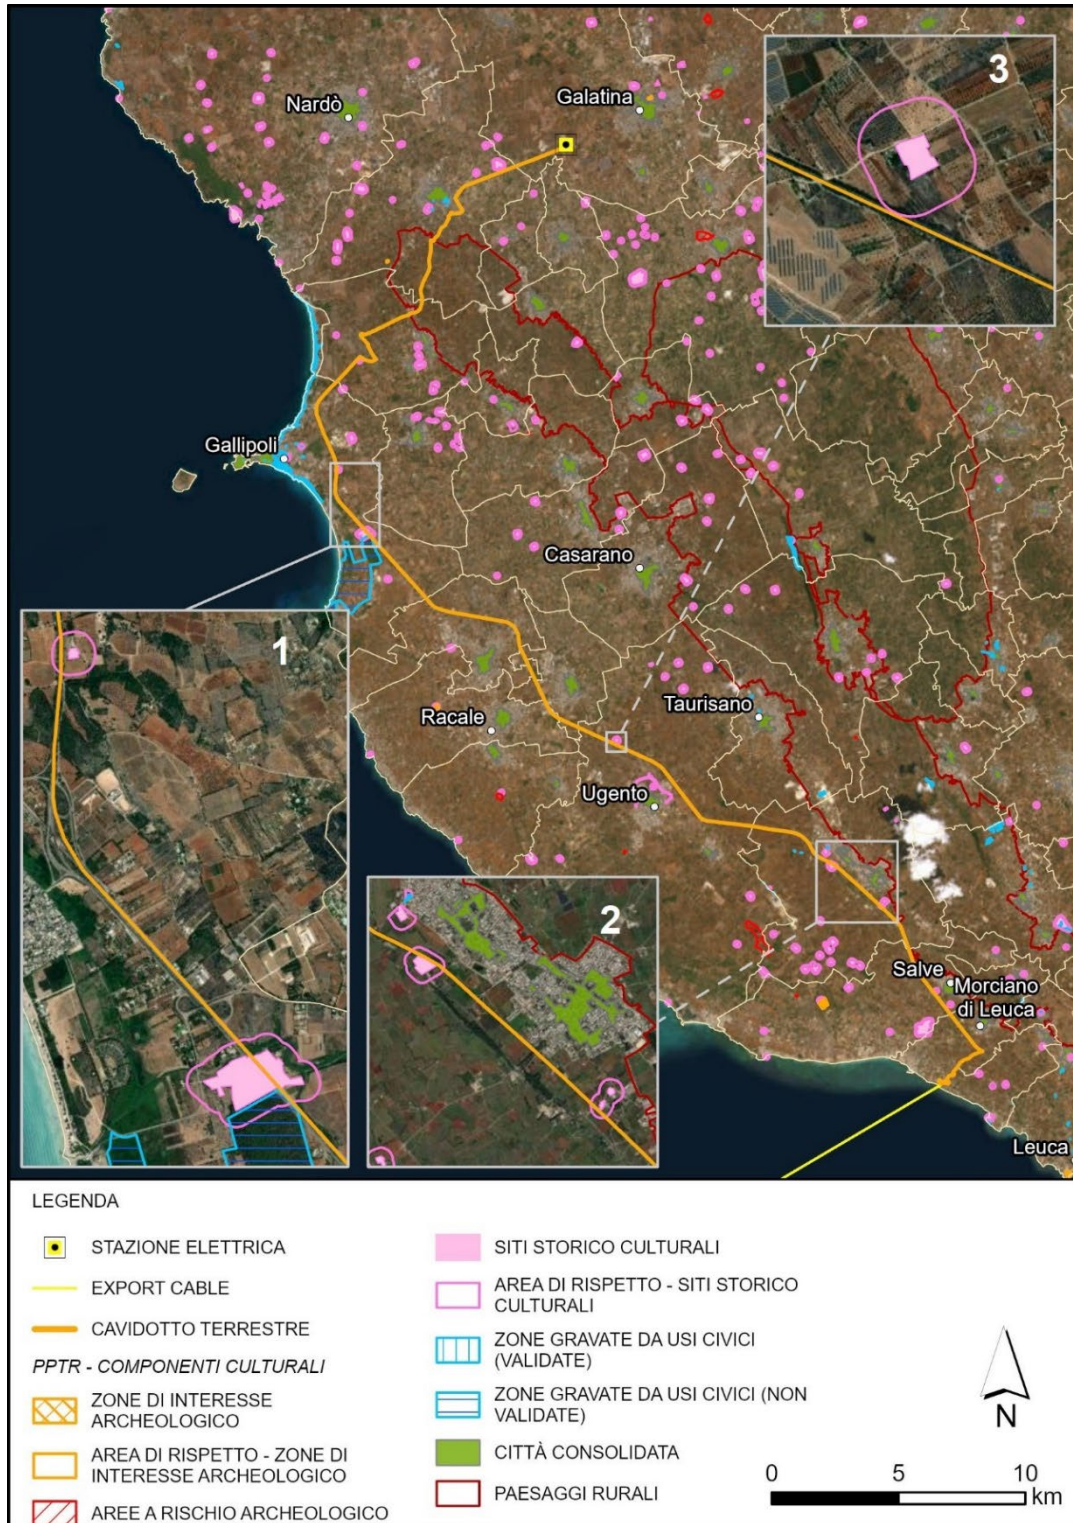 3
Nardò
Galatina
Gallipoli
Casarano
1
Racale
Taurisano
Ugento
2
Salve
Morciano
di Leuca
Leuca
LEGENDA
STAZIONE ELETTRICA
EXPORT CABLE
CAVIDOTTO TERRESTRE
PPTR - COMPONENTI CULTURALI
ZONE DI INTERESSE
ARCHEOLOGICO
AREA DI RISPETTO - ZONE DI
INTERESSE ARCHEOLOGICO
AREE A RISCHIO ARCHEOLOGICO
SITI STORICO CULTURALI
AREA DI RISPETTO - SITI STORICO
CULTURALI
ZONE GRAVATE DA USI CIVICI
(VALIDATE)
ZONE GRAVATE DA USI CIVICI (NON
VALIDATE)
CITTÀ CONSOLIDATA
PAESAGGI RURALI
N
0 5 10
km